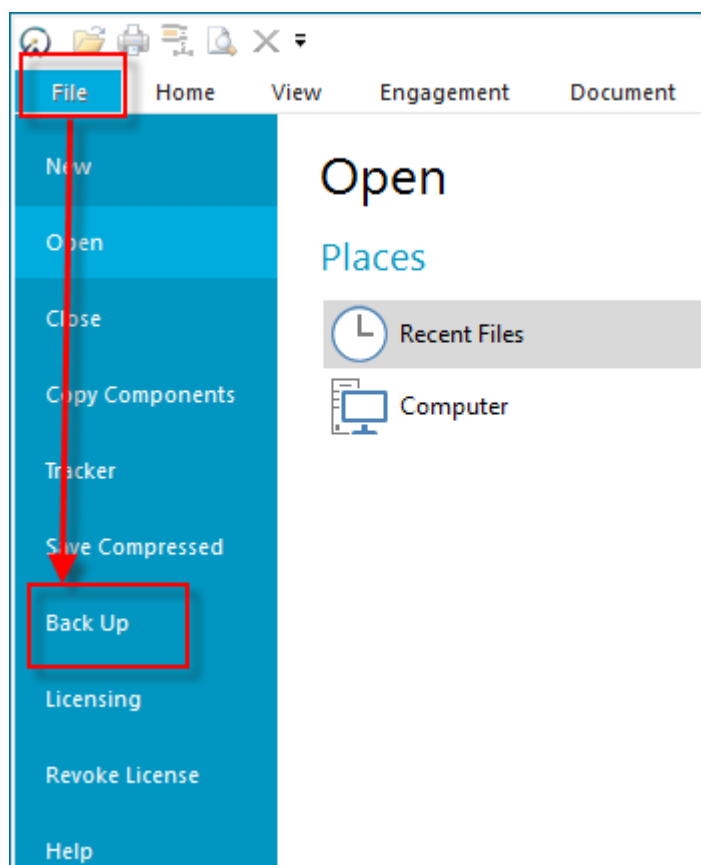 File Home View Engagement Document
New
Open
Close
Copy Components
Tracker
Save Compressed
Back Up
Licensing
Revoke License
Help
Open
Places
Recent Files
Computer